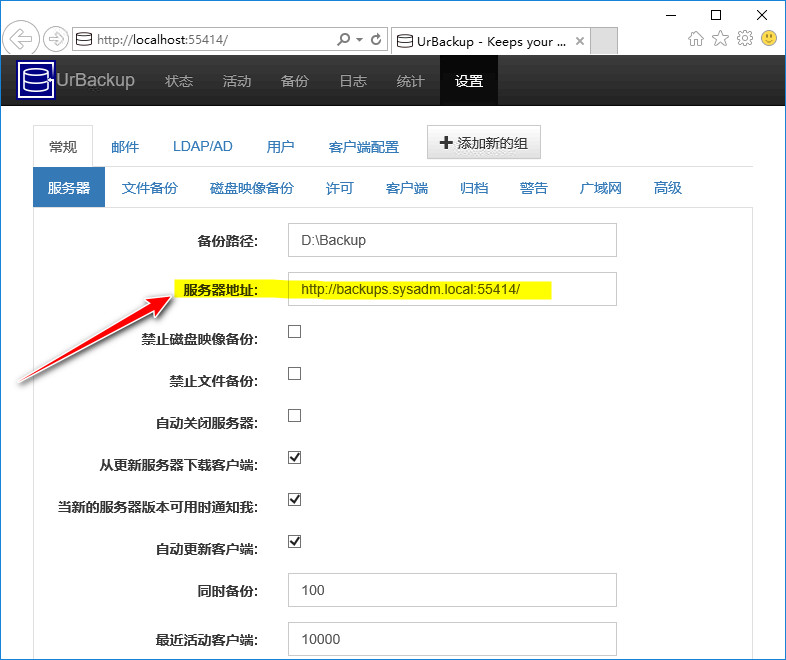 http://localhost:55414/
UrBackup - Keeps your ...
UrBackup 状态 活动 备份 日志 统计 设置
常规 邮件 LDAP/AD 用户 客户端配置 添加新的组
服务器 文件备份 磁盘映像备份 许可 客户端 归档 警告 广域网 高级
备份路径: D:\Backup
服务器地址: http://backups.sysadm.local:55414/
禁止磁盘映像备份:
禁止文件备份:
自动关闭服务器:
从更新服务器下载客户端:
当新的服务器版本可用时通知我:
自动更新客户端:
同时备份: 100
最近活动客户端: 10000